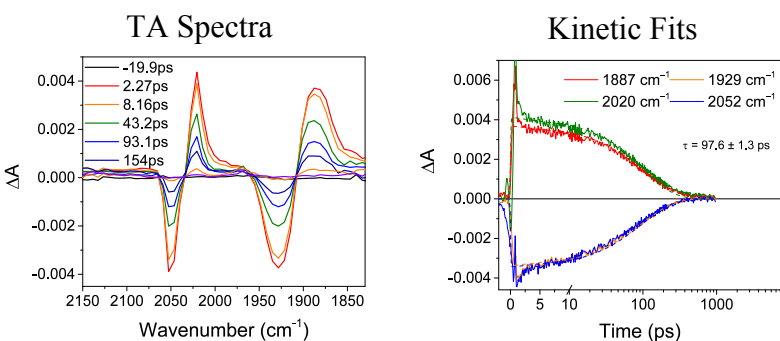 TA Spectra
Kinetic Fits
-19.9ps
2.27ps
8.16ps
43.2ps
93.1ps
154ps
0.004
0.002
0.000
-0.002
-0.004
ΔA
2150 2100 2050 2000 1950 1900 1850
Wavenumber (cm⁻¹)
1887 cm⁻¹ 1929 cm⁻¹
2020 cm⁻¹ 2052 cm⁻¹
τ = 97,6 ± 1,3 ps
0.006
0.004
0.002
0.000
-0.002
-0.004
ΔA
0 5 10 100 1000
Time (ps)